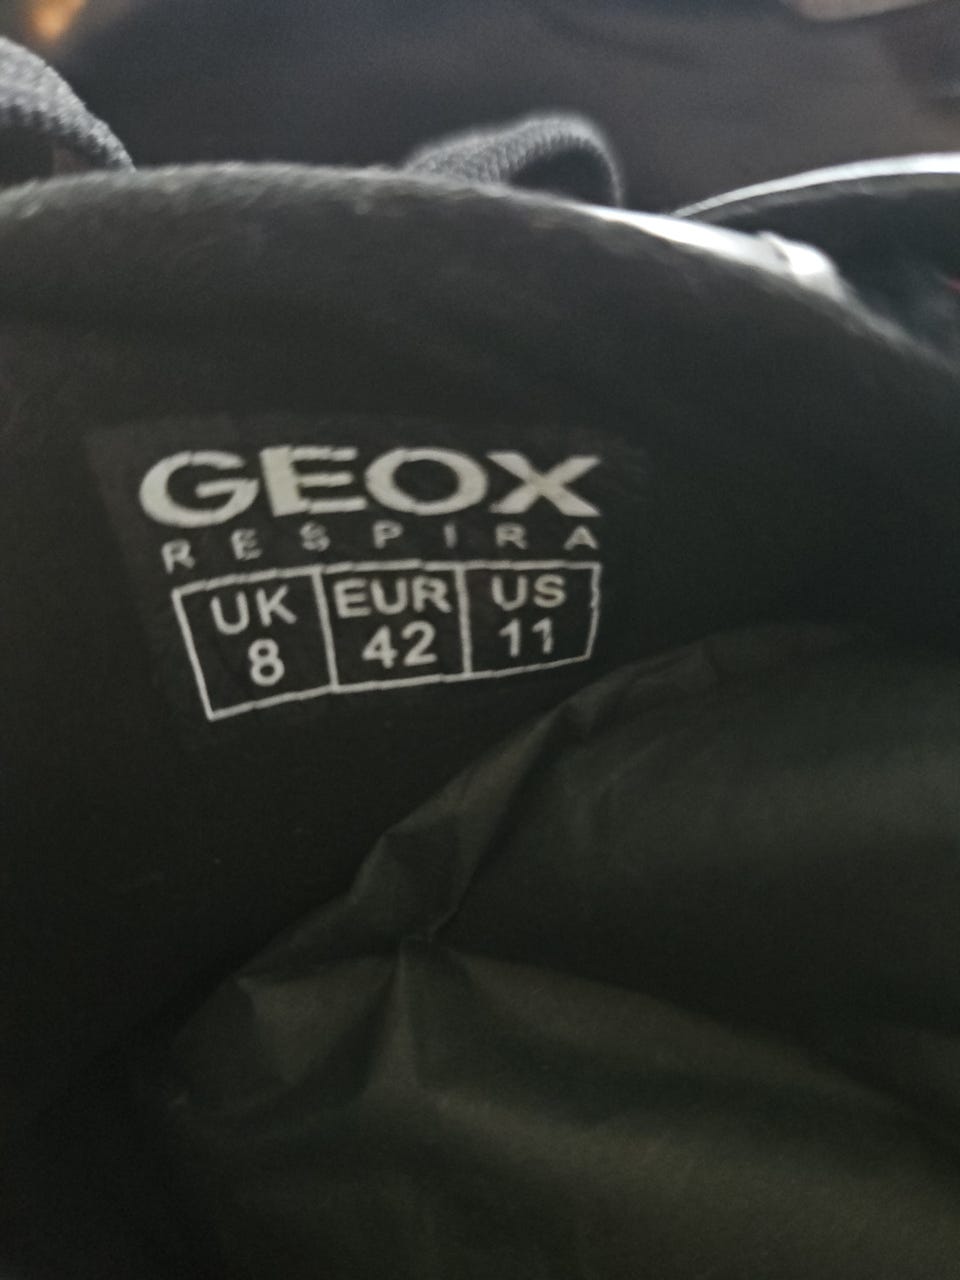 GEOX
RESPIRA
UK EUR US
8 42 11